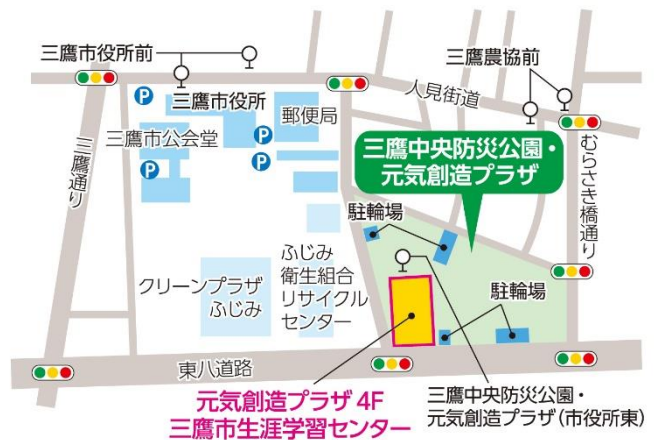 三鷹市役所前
三鷹農協前
人見街道
三鷹市役所
郵便局
P
三鷹市公会堂
P
P
P
三鷹通り
むらさき橋通り
三鷹中央防災公園・
元気創造プラザ
駐輪場
ふじみ
衛生組合
リサイクル
センター
クリーンプラザ
ふじみ
駐輪場
東八道路
元気創造プラザ 4F
三鷹市生涯学習センター
三鷹中央防災公園・
元気創造プラザ(市役所東)